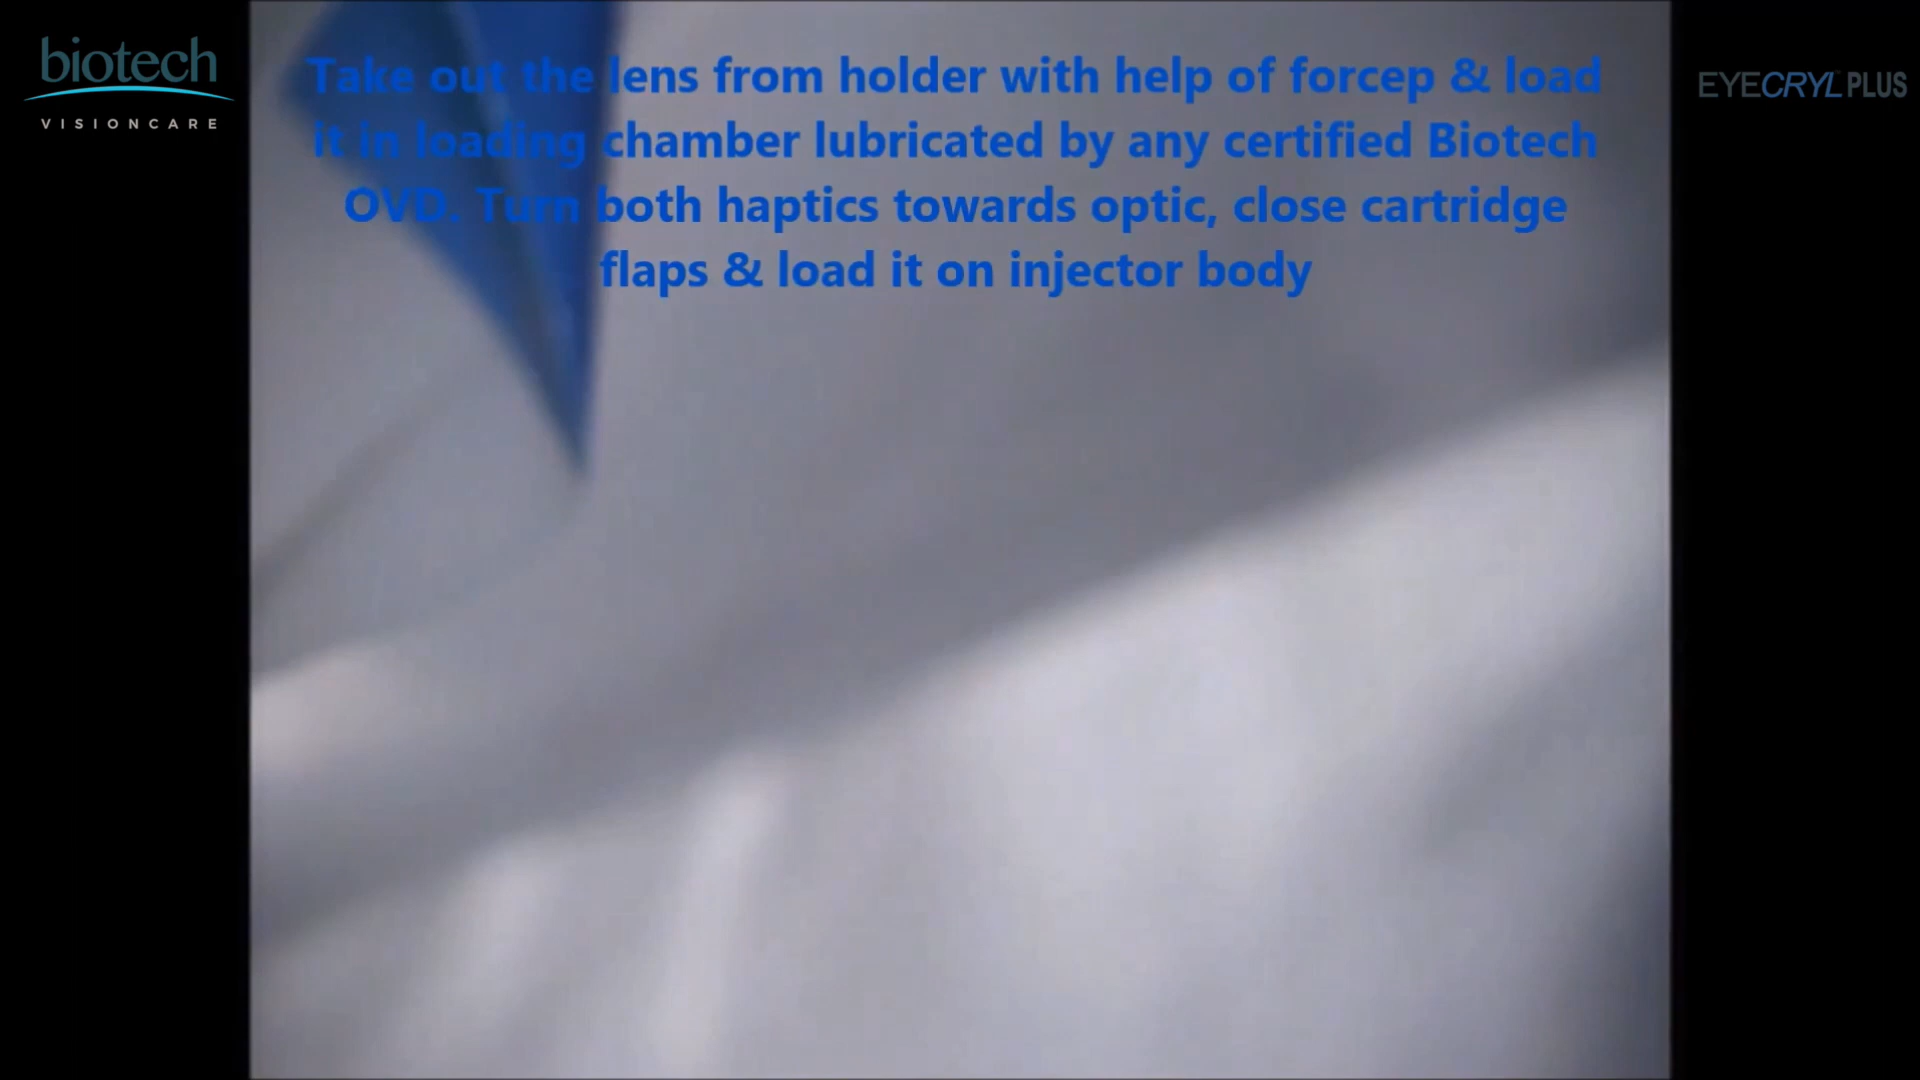 biotech
VISIONCARE
EYECRYL PLUS
Take out the lens from holder with help of forcep & load
it in loading chamber lubricated by any certified Biotech
OVD. Turn both haptics towards optic, close cartridge
flaps & load it on injector body